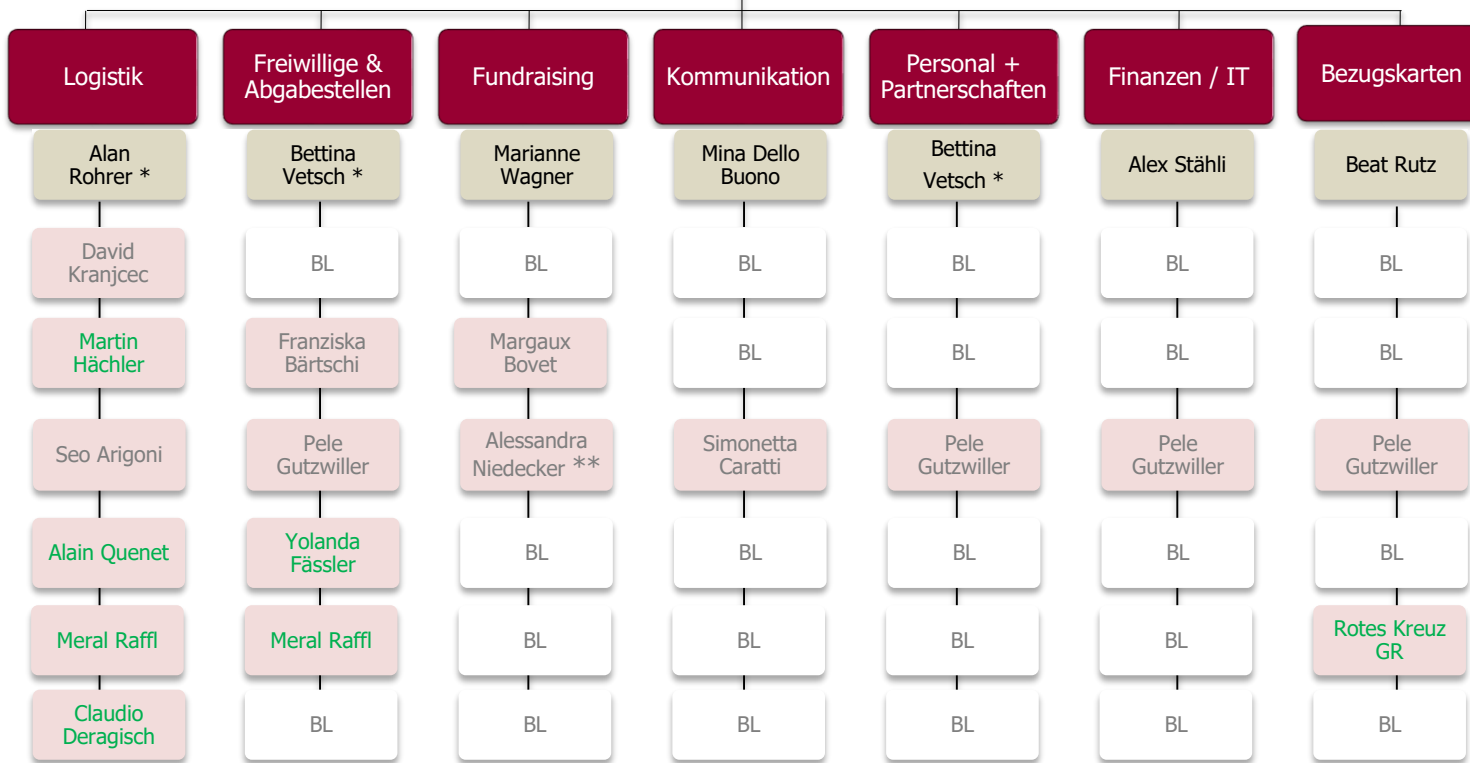 Logistik
Freiwillige &
Abgabestellen
Fundraising
Kommunikation
Personal +
Partnerschaften
Finanzen / IT
Bezugskarten
Alan
Rohrer *
Bettina
Vetsch *
Marianne
Wagner
Mina Dello
Buono
Bettina
Vetsch *
Alex Stähli
Beat Rutz
David
Kranjcec
BL
BL
BL
BL
BL
BL
Martin
Hächler
Franziska
Bärtschi
Margaux
Bovet
BL
BL
BL
BL
Seo Arigoni
Pele
Gutzwiller
Alessandra
Niedecker **
Simonetta
Caratti
Pele
Gutzwiller
Pele
Gutzwiller
Pele
Gutzwiller
Alain Quenet
Yolanda
Fässler
BL
BL
BL
BL
BL
Meral Raffl
Meral Raffl
BL
BL
BL
BL
Rotes Kreuz
GR
Claudio
Deragisch
BL
BL
BL
BL
BL
BL